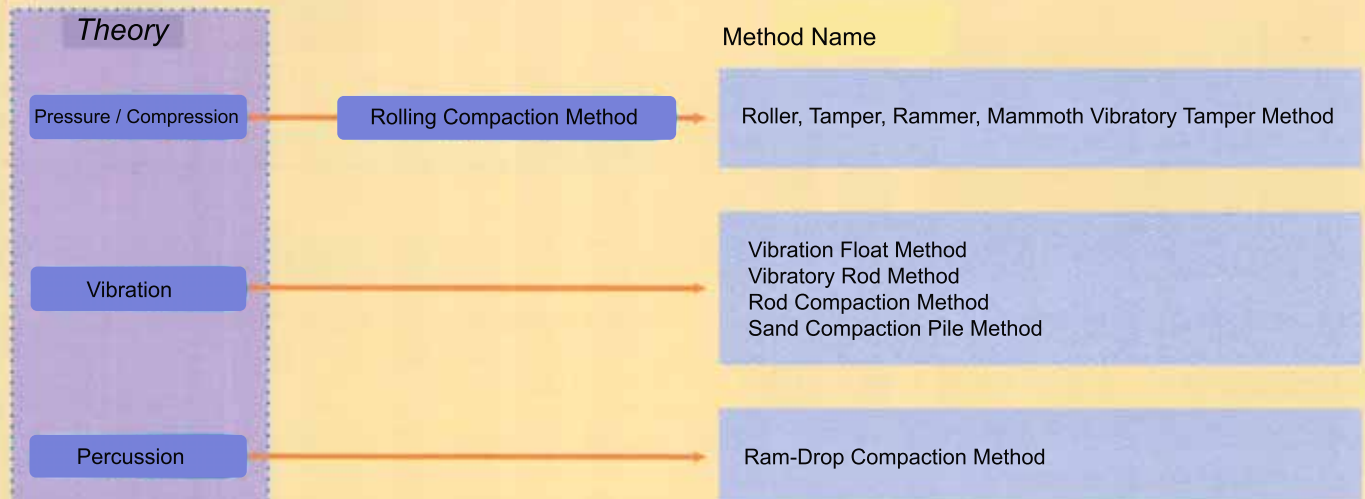 Theory
Method Name
Pressure / Compression
Rolling Compaction Method
Roller, Tamper, Rammer, Mammoth Vibratory Tamper Method
Vibration
Vibration Float Method
Vibratory Rod Method
Rod Compaction Method
Sand Compaction Pile Method
Percussion
Ram-Drop Compaction Method